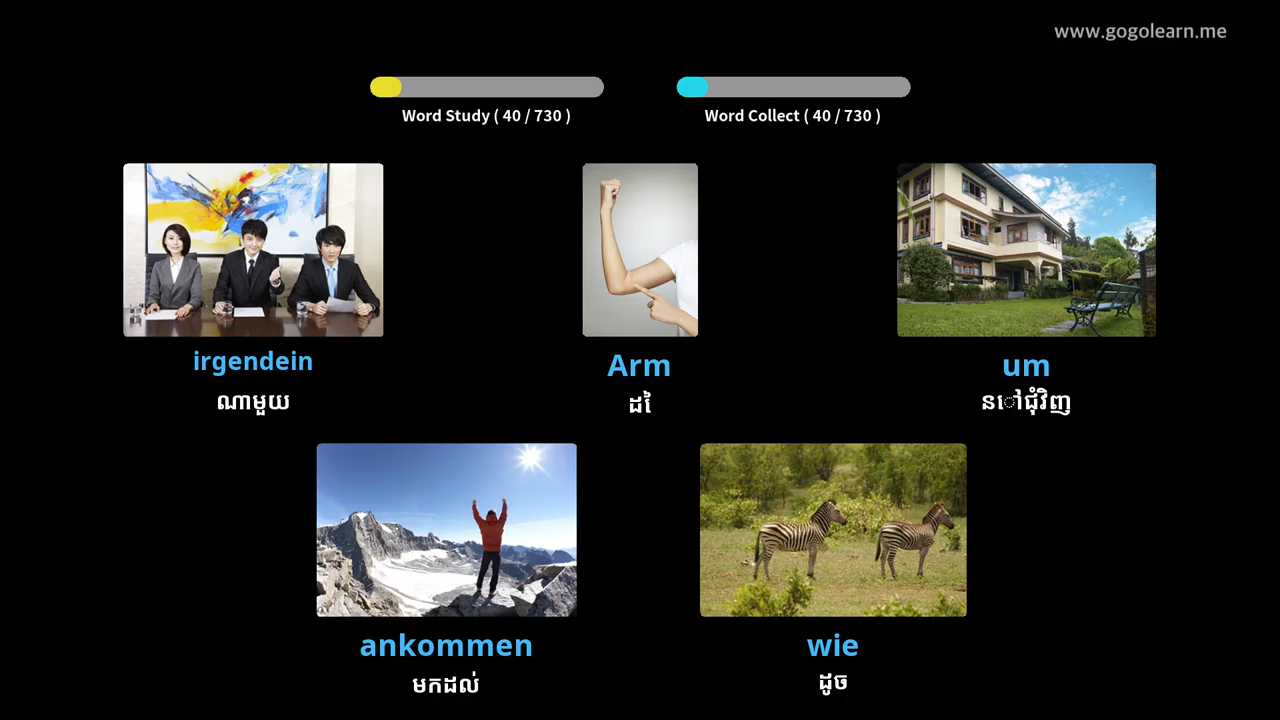 www.gogolearn.me
Word Study ( 40 / 730 )
Word Collect ( 40 / 730 )
irgendein
ណាមួយ
Arm
ដៃ
um
នៅជុំវិញ
ankommen
មកដល់
wie
ដូច